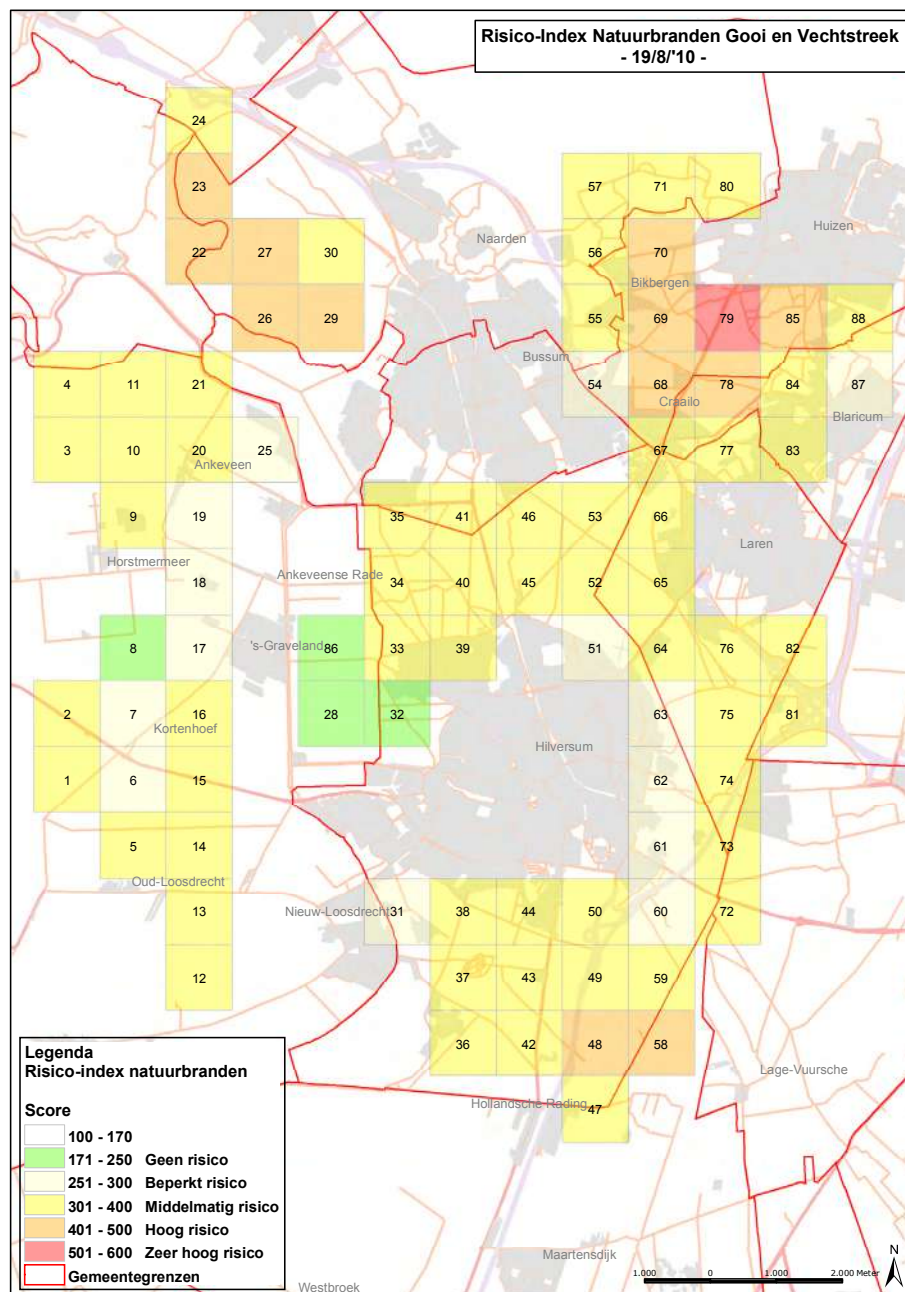 Risico-Index Natuurbranden Gooi en Vechtstreek
- 19/8/'10 -
24
23
57 71 80
22 27 30
Naarden
56 70
Huizen
Bikbergen
26 29
55 69 79 85 88
Bussum
4 11 21
54 68 78 84 87
Craailo
Blaricum
3 10 20 25
67 77 83
Ankeveen
9 19
35 41 46 53 66
Laren
Horstmermeer
18
Ankeveense Rade
34 40 45 52 65
8 17
's-Graveland
86 33 39 51 64 76 82
2 7 16
28 32
63 75 81
Kortenhoef
Hilversum
1 6 15
62 74
5 14
61 73
Oud-Loosdrecht
13
Nieuw-Loosdrecht
31 38 44 50 60 72
12
37 43 49 59
36 42 48 58
Lage-Vuursche
Hollandsche Rading
47
Legenda
Risico-index natuurbranden
Score
100 - 170
171 - 250 Geen risico
251 - 300 Beperkt risico
301 - 400 Middelmatig risico
401 - 500 Hoog risico
501 - 600 Zeer hoog risico
Gemeentegrenzen
Maartensdijk
Westbroek
N
1.000 0 1.000 2.000 Meter